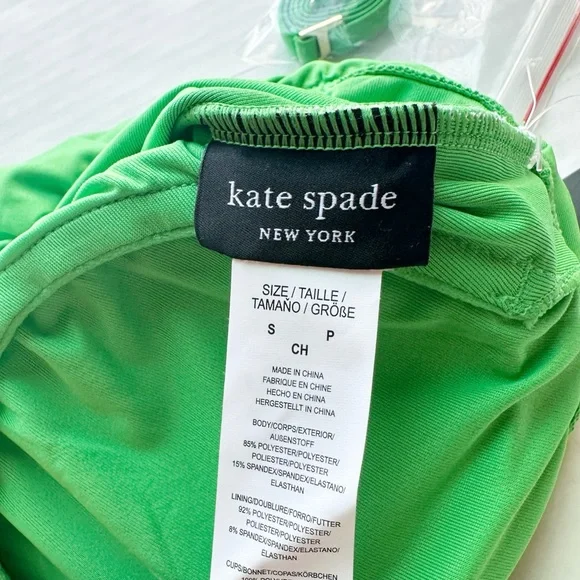 kate spade
NEW YORK
SIZE / TAILLE /
TAMAÑO / GRÖßE
S P
CH
MADE IN CHINA
FABRIQUE EN CHINE
HECHO EN CHINA
HERGESTELLT IN CHINA
BODY/CORPS/EXTERIOR/
AUßENSTOFF
85% POLYESTER/POLYESTER/
POLIESTER/POLYESTER
15% SPANDEX/SPANDEX/ELASTANO/
ELASTHAN
LINING/DOUBLURE/FORRO/FUTTER
92% POLYESTER/POLYESTER/
POLIESTER/POLYESTER
8% SPANDEX/SPANDEX/ELASTANO/
ELASTHAN
CUPS/BONNET/COPAS/KÖRBCHEN